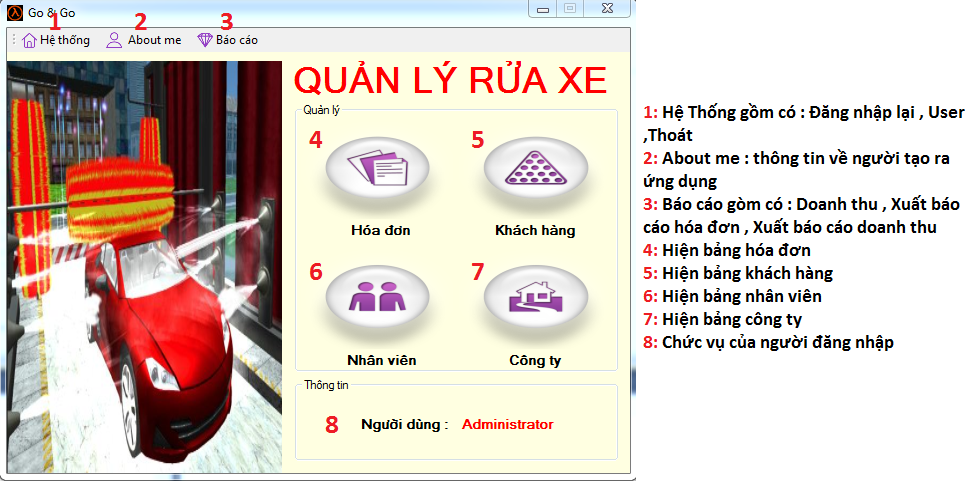 Go & Go
1 2 3
Hệ thống About me Báo cáo
QUẢN LÝ RỬA XE
Quản lý
4 5
Hóa đơn Khách hàng
6 7
Nhân viên Công ty
Thông tin
8 Người dùng : Administrator
1: Hệ Thống gồm có : Đăng nhập lại , User
,Thoát
2: About me : thông tin về người tạo ra
ứng dụng
3: Báo cáo gòm có : Doanh thu , Xuất báo
cáo hóa đơn , Xuất báo cáo doanh thu
4: Hiện bảng hóa đơn
5: Hiện bảng khách hàng
6: Hiện bảng nhân viên
7: Hiện bảng công ty
8: Chức vụ của người đăng nhập